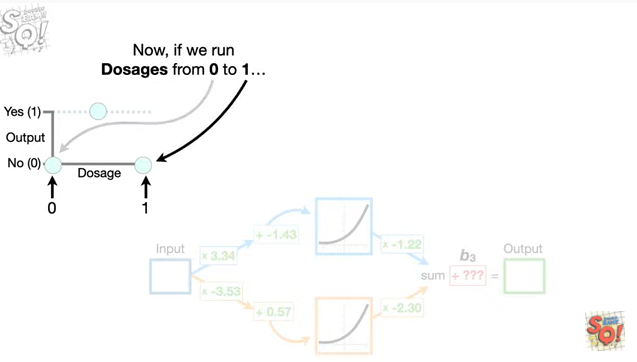 Now, if we run
Dosages from 0 to 1...
Yes (1)
Output
No (0)
Dosage
0
1
Input
x 3.34
+ -1.43
x -1.22
x -3.53
+ 0.57
x -2.30
b3
sum + ??? =
Output
SQ!